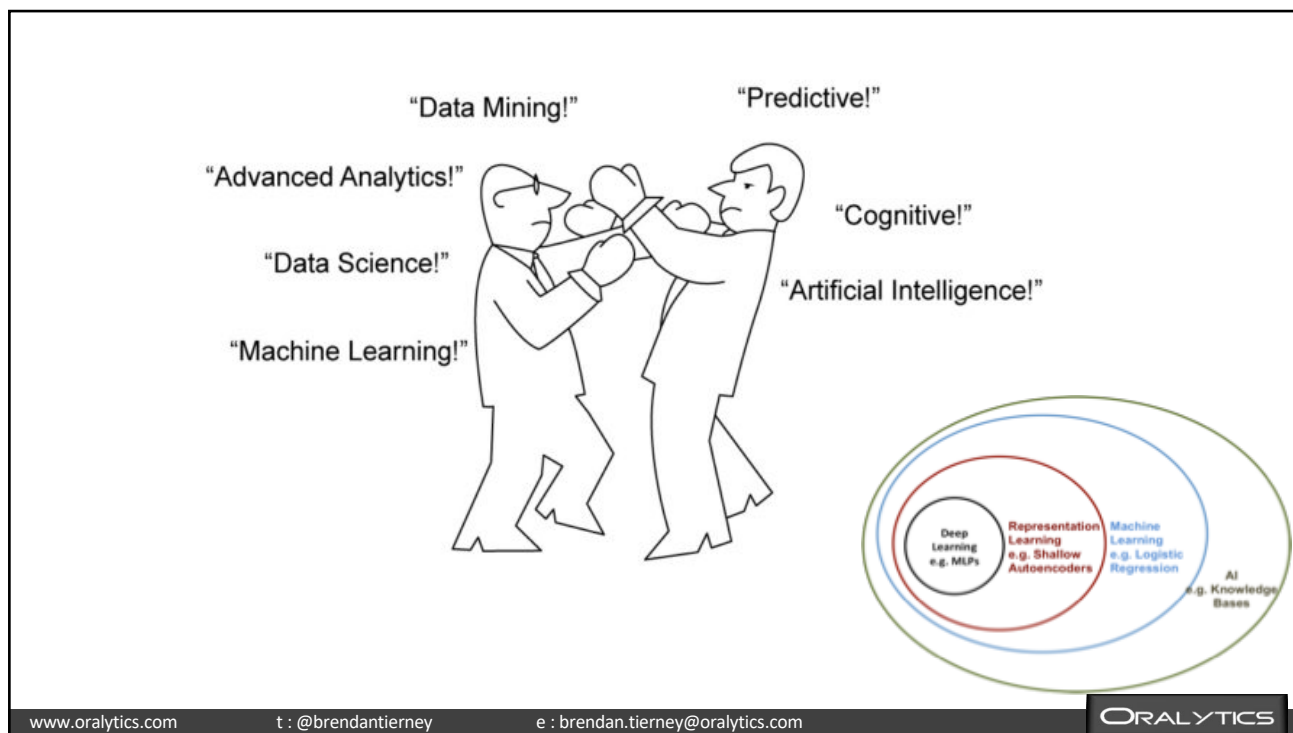 “Data Mining!”
“Predictive!”
“Advanced Analytics!”
“Cognitive!”
“Data Science!”
“Artificial Intelligence!”
“Machine Learning!”
Deep
Learning
e.g. MLPs
Representation
Learning
e.g. Shallow
Autoencoders
Machine
Learning
e.g. Logistic
Regression
AI
e.g. Knowledge
Bases
www.oralytics.com
t : @brendantierney
e : brendan.tierney@oralytics.com
ORALYTICS